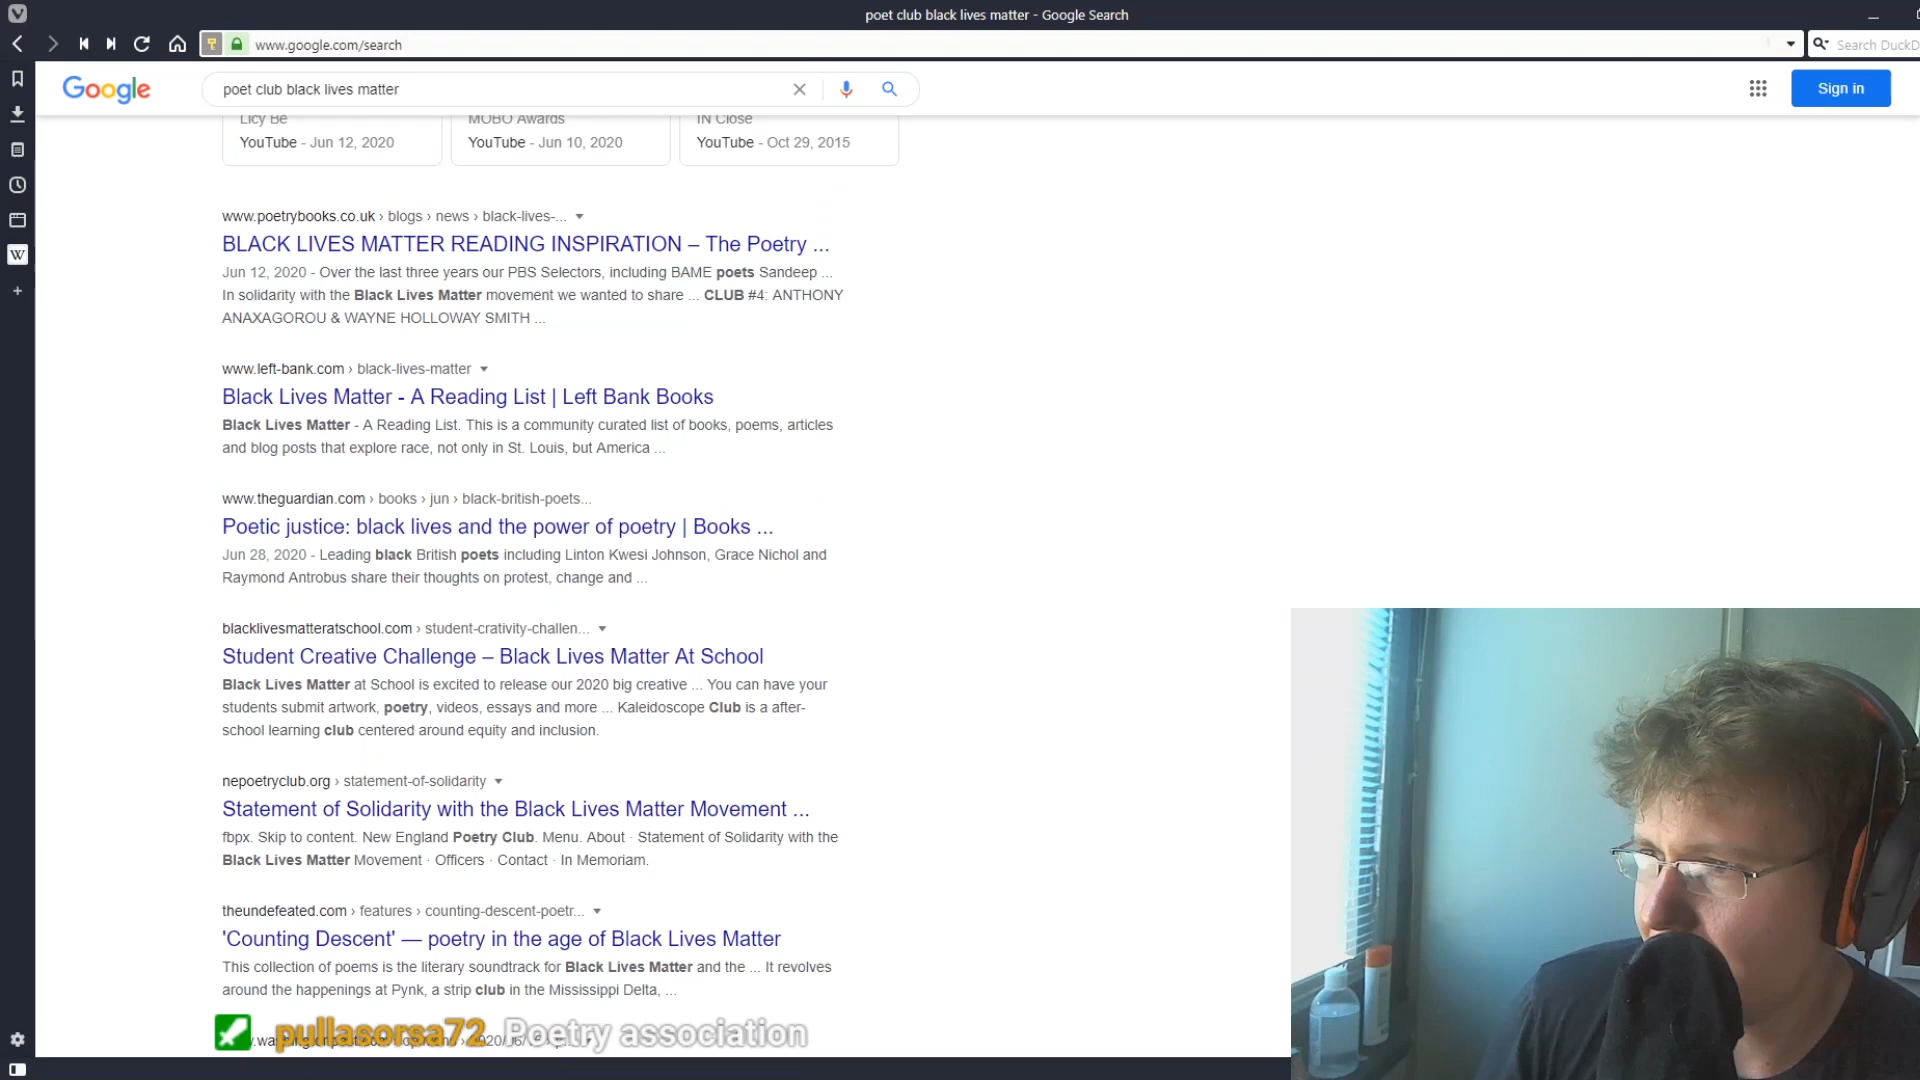 poet club black lives matter - Google Search
www.google.com/search
Search DuckD
Google
poet club black lives matter
Sign in
Licy Be
MOBO Awards
IN Close
YouTube - Jun 12, 2020
YouTube - Jun 10, 2020
YouTube - Oct 29, 2015
www.poetrybooks.co.uk › blogs › news › black-lives-...
BLACK LIVES MATTER READING INSPIRATION – The Poetry ...
Jun 12, 2020 - Over the last three years our PBS Selectors, including BAME poets Sandeep ...
In solidarity with the Black Lives Matter movement we wanted to share ... CLUB #4: ANTHONY
ANAXAGOROU & WAYNE HOLLOWAY SMITH ...
www.left-bank.com › black-lives-matter
Black Lives Matter - A Reading List | Left Bank Books
Black Lives Matter - A Reading List. This is a community curated list of books, poems, articles
and blog posts that explore race, not only in St. Louis, but America ...
www.theguardian.com › books › jun › black-british-poets...
Poetic justice: black lives and the power of poetry | Books ...
Jun 28, 2020 - Leading black British poets including Linton Kwesi Johnson, Grace Nichol and
Raymond Antrobus share their thoughts on protest, change and ...
blacklivesmatteratschool.com › student-crativity-challen...
Student Creative Challenge – Black Lives Matter At School
Black Lives Matter at School is excited to release our 2020 big creative ... You can have your
students submit artwork, poetry, videos, essays and more ... Kaleidoscope Club is a after-
school learning club centered around equity and inclusion.
nepoetryclub.org › statement-of-solidarity
Statement of Solidarity with the Black Lives Matter Movement ...
fbpx. Skip to content. New England Poetry Club. Menu. About · Statement of Solidarity with the
Black Lives Matter Movement · Officers · Contact · In Memoriam.
theundefeated.com › features › counting-descent-poetr...
'Counting Descent' — poetry in the age of Black Lives Matter
This collection of poems is the literary soundtrack for Black Lives Matter and the ... It revolves
around the happenings at Pynk, a strip club in the Mississippi Delta, ...
pullasorsa72 Poetry association